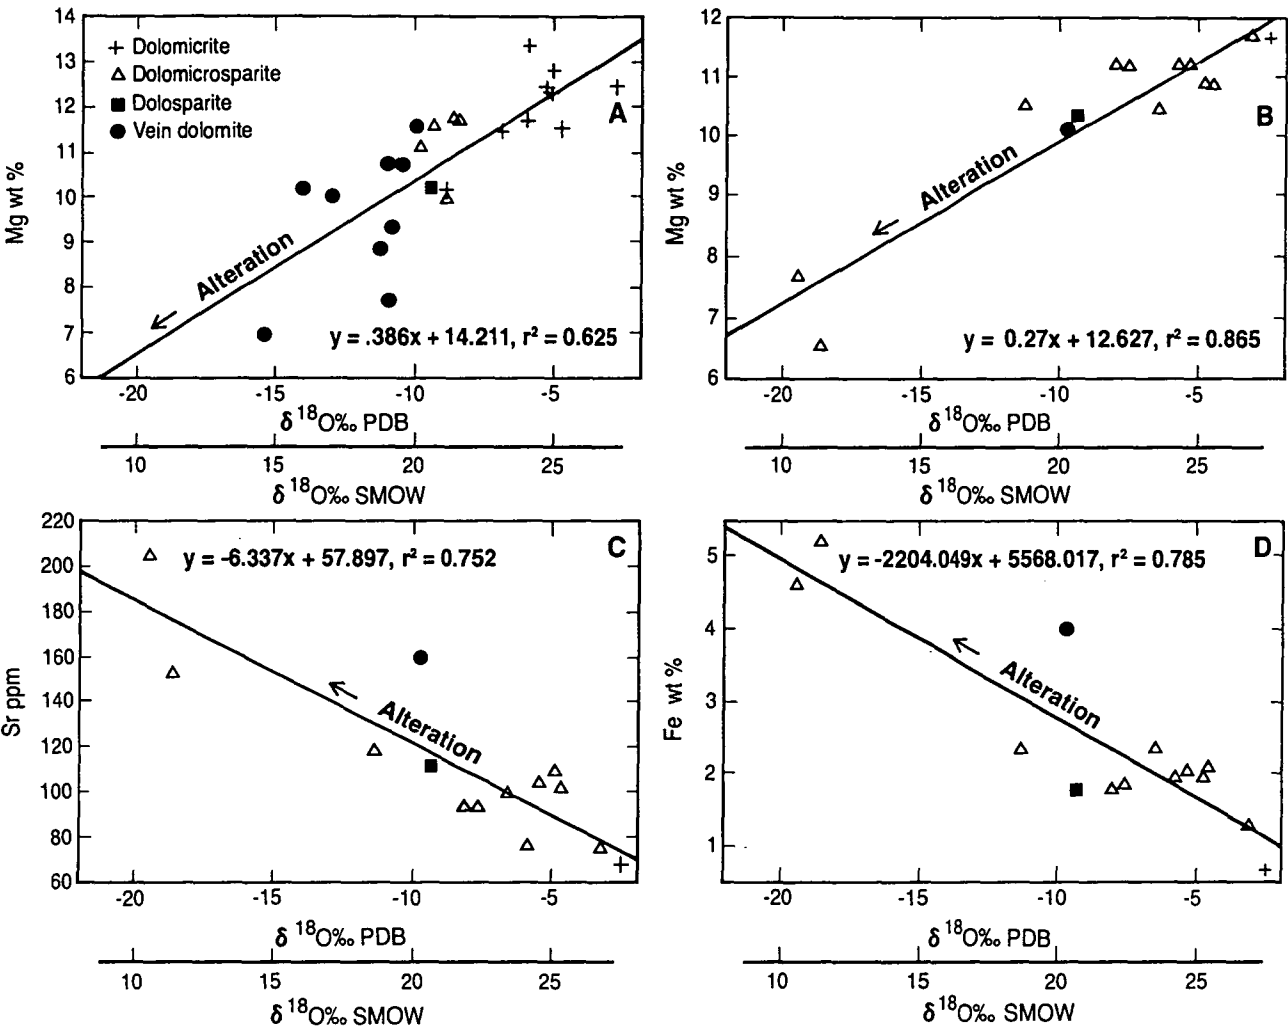 14
13
12
11
10
9
8
7
6
Mg wt %
+ Dolomicrite
△ Dolomicrosparite
■ Dolosparite
● Vein dolomite
A
Alteration
y = .386x + 14.211, r² = 0.625
-20 -15 -10 -5
δ ¹⁸O‰ PDB
10 15 20 25
δ ¹⁸O‰ SMOW
12
11
10
9
8
7
6
Mg wt %
B
Alteration
y = 0.27x + 12.627, r² = 0.865
-20 -15 -10 -5
δ ¹⁸O‰ PDB
10 15 20 25
δ ¹⁸O‰ SMOW
220
200
180
160
140
120
100
80
60
Sr ppm
y = -6.337x + 57.897, r² = 0.752
C
Alteration
-20 -15 -10 -5
δ ¹⁸O‰ PDB
10 15 20 25
δ ¹⁸O‰ SMOW
5
4
3
2
1
Fe wt %
y = -2204.049x + 5568.017, r² = 0.785
D
Alteration
-20 -15 -10 -5
δ ¹⁸O‰ PDB
10 15 20 25
δ ¹⁸O‰ SMOW